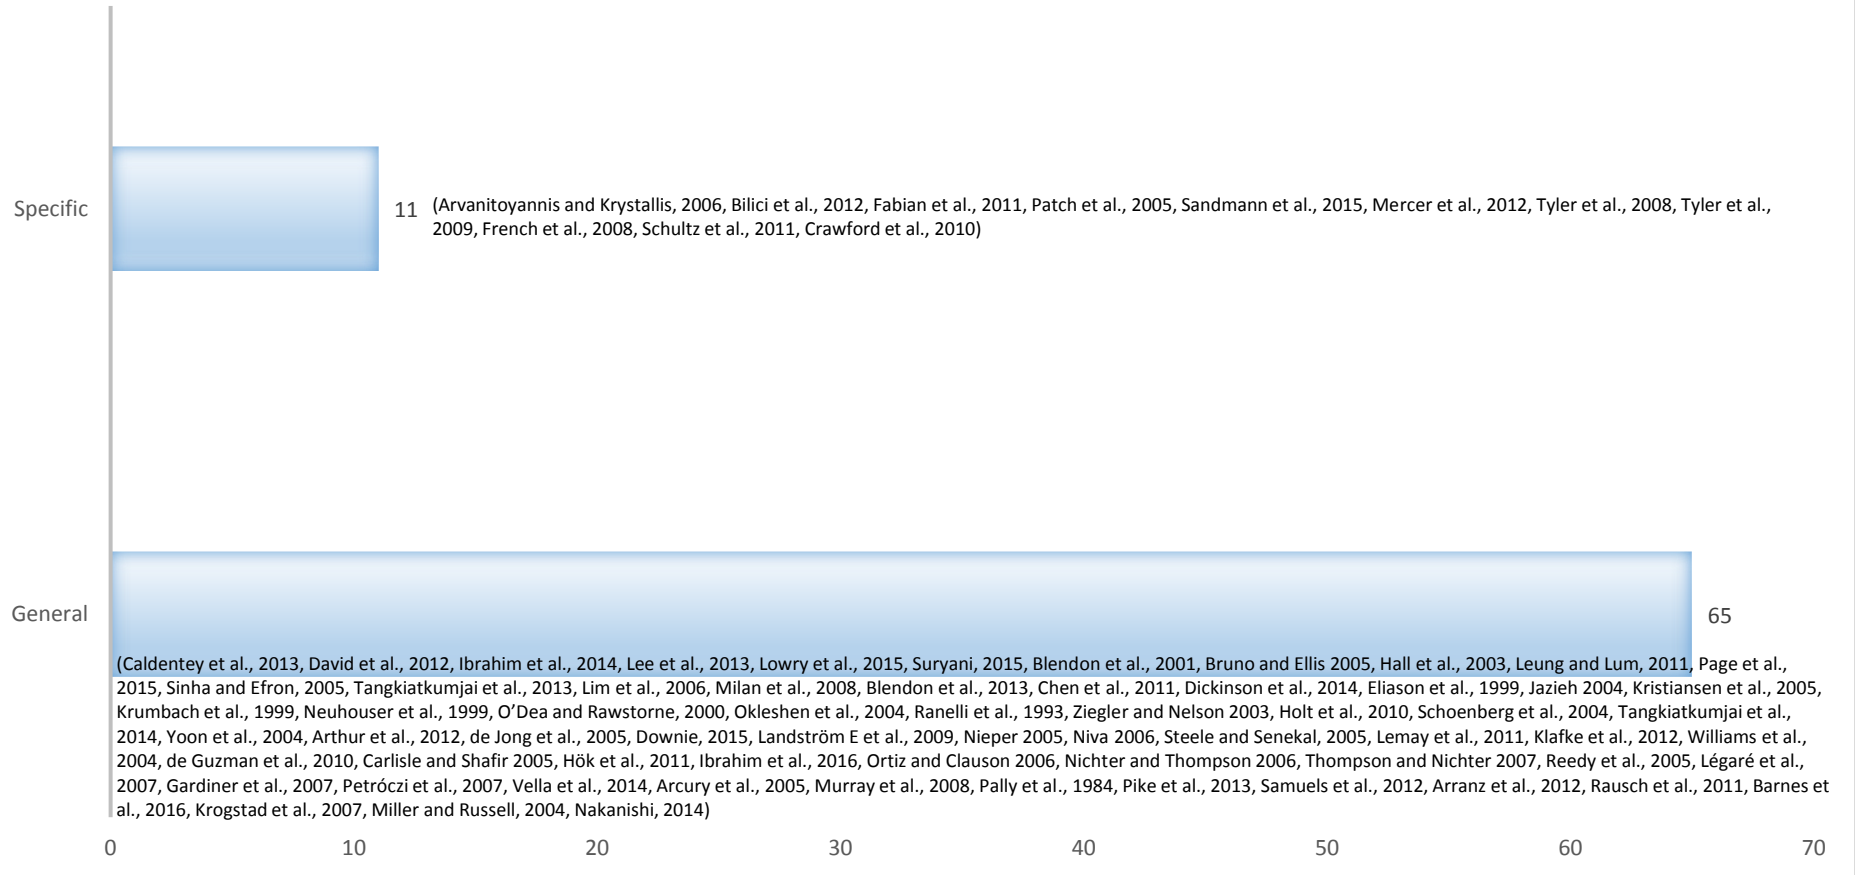 Specific
11
(Arvanitoyannis and Krystallis, 2006, Bilici et al., 2012, Fabian et al., 2011, Patch et al., 2005, Sandmann et al., 2015, Mercer et al., 2012, Tyler et al., 2008, Tyler et al.,
2009, French et al., 2008, Schultz et al., 2011, Crawford et al., 2010)
General
65
(Caldentey et al., 2013, David et al., 2012, Ibrahim et al., 2014, Lee et al., 2013, Lowry et al., 2015, Suryani, 2015, Blendon et al., 2001, Bruno and Ellis 2005, Hall et al., 2003, Leung and Lum, 2011, Page et al.,
2015, Sinha and Efron, 2005, Tangkiatkumjai et al., 2013, Lim et al., 2006, Milan et al., 2008, Blendon et al., 2013, Chen et al., 2011, Dickinson et al., 2014, Eliason et al., 1999, Jazieh 2004, Kristiansen et al., 2005,
Krumbach et al., 1999, Neuhouser et al., 1999, O’Dea and Rawstorne, 2000, Okleshen et al., 2004, Ranelli et al., 1993, Ziegler and Nelson 2003, Holt et al., 2010, Schoenberg et al., 2004, Tangkiatkumjai et al.,
2014, Yoon et al., 2004, Arthur et al., 2012, de Jong et al., 2005, Downie, 2015, Landström E et al., 2009, Nieper 2005, Niva 2006, Steele and Senekal, 2005, Lemay et al., 2011, Klafke et al., 2012, Williams et al.,
2004, de Guzman et al., 2010, Carlisle and Shafir 2005, Hök et al., 2011, Ibrahim et al., 2016, Ortiz and Clauson 2006, Nichter and Thompson 2006, Thompson and Nichter 2007, Reedy et al., 2005, Légaré et al.,
2007, Gardiner et al., 2007, Petróczi et al., 2007, Vella et al., 2014, Arcury et al., 2005, Murray et al., 2008, Pally et al., 1984, Pike et al., 2013, Samuels et al., 2012, Arranz et al., 2012, Rausch et al., 2011, Barnes et
al., 2016, Krogstad et al., 2007, Miller and Russell, 2004, Nakanishi, 2014)
0 10 20 30 40 50 60 70